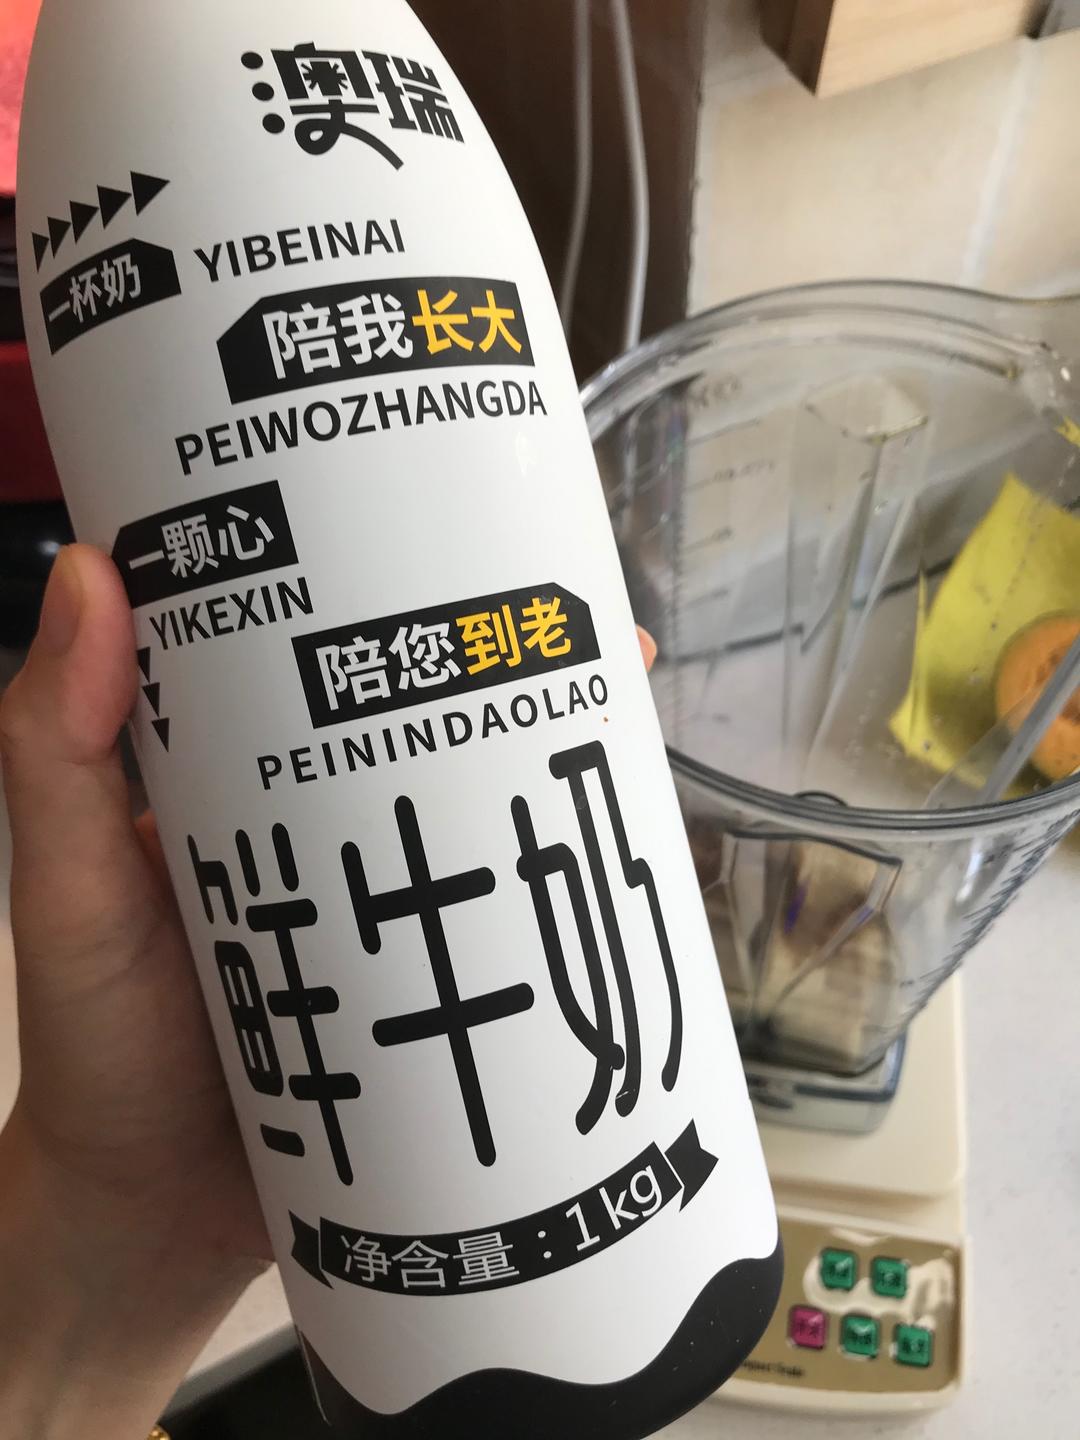 澳瑞
一杯奶
YIBEINAI
陪我长大
PEIWOZHANGDA
一颗心
YIKEXIN
陪您到老
PEININDAOLAO
鲜牛奶
净含量：1kg